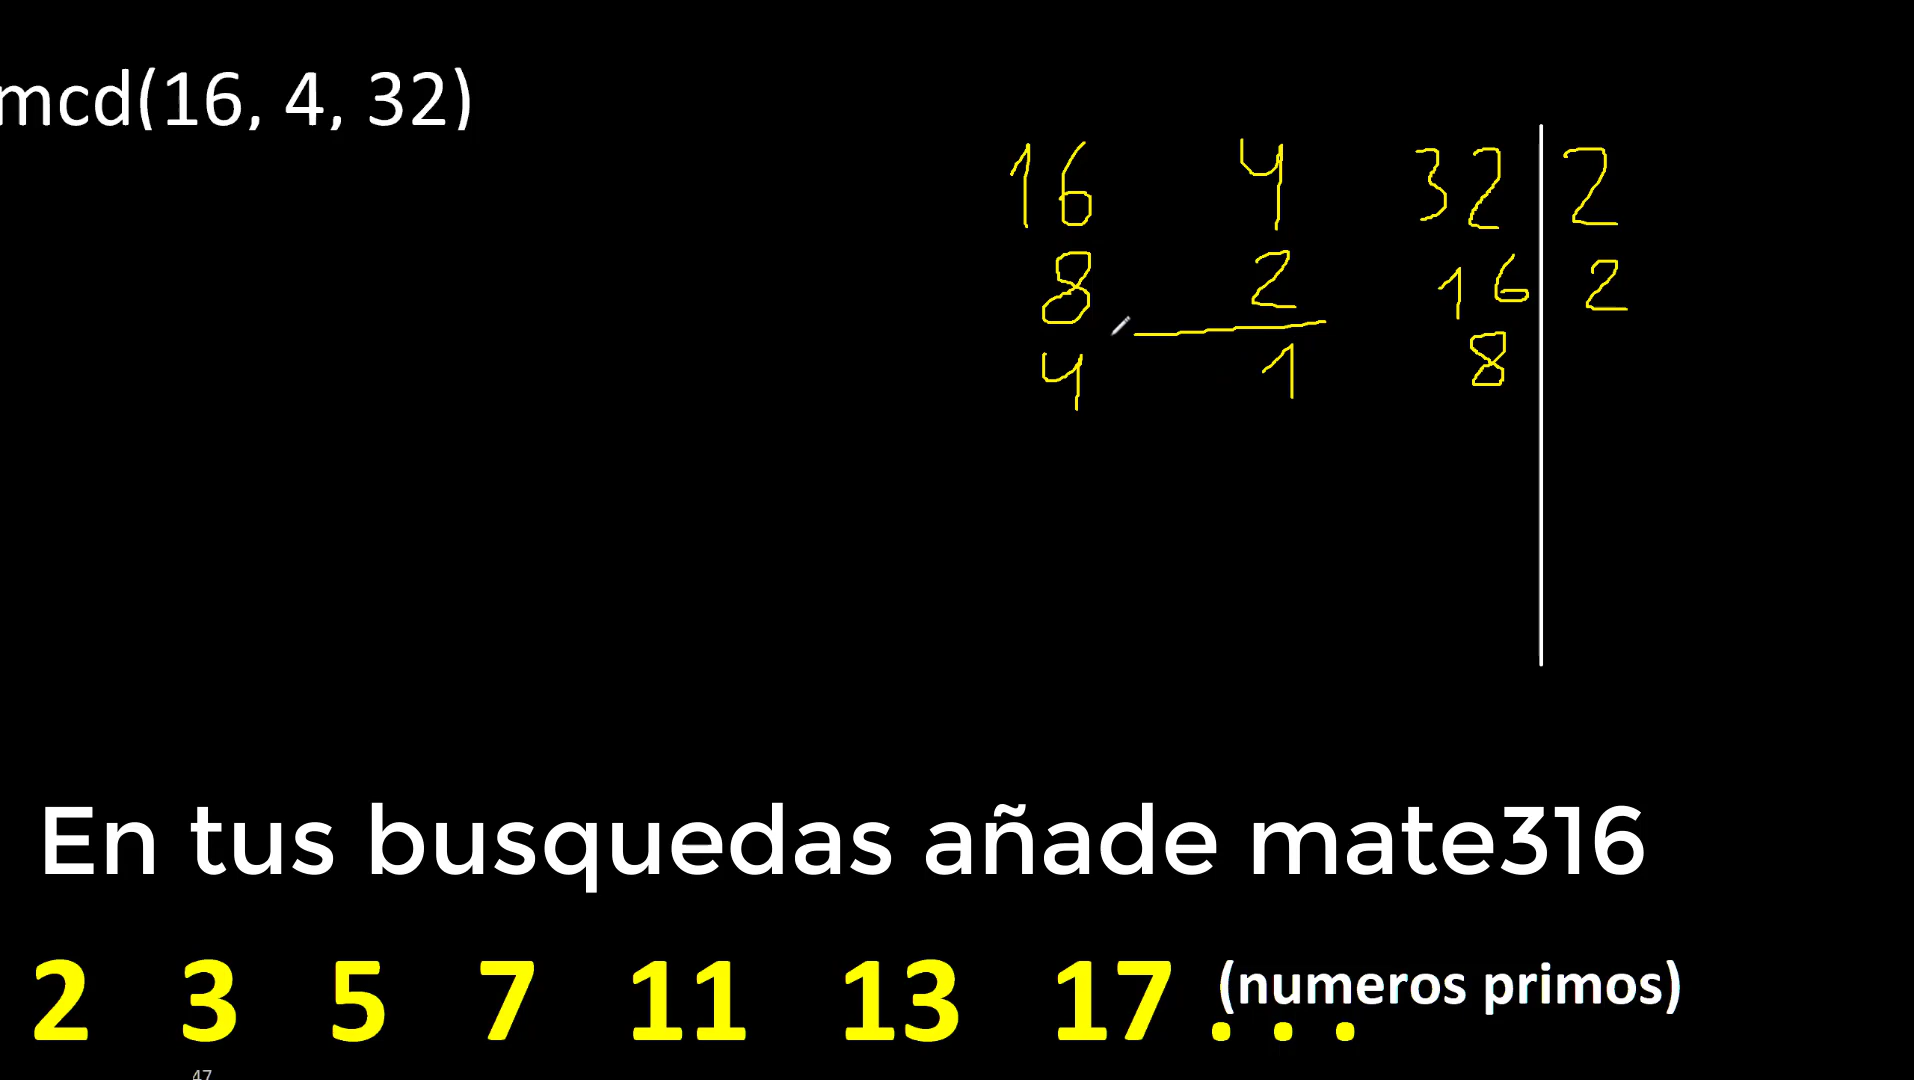 mcd(16, 4, 32)
16 4 32 2
8 2 16 2
4 1 8
En tus busquedas añade mate316
2 3 5 7 11 13 17 . . . (numeros primos)
47